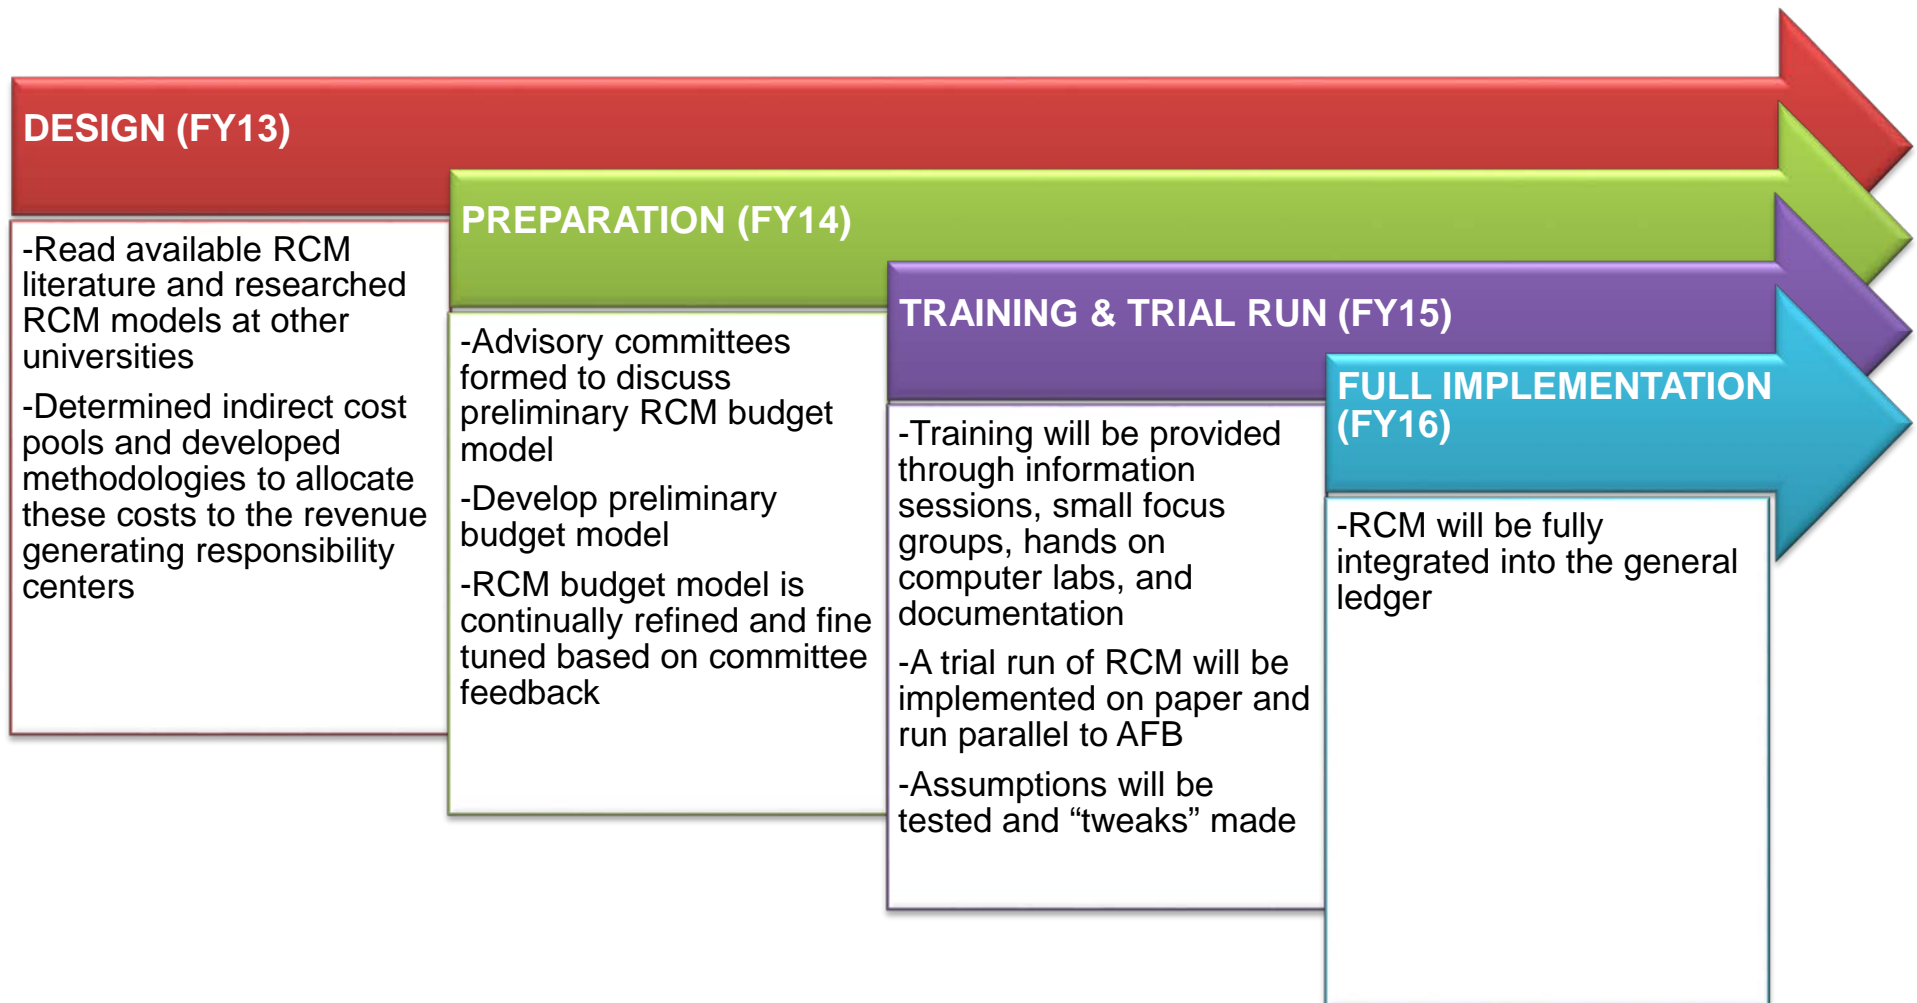 DESIGN (FY13)
-Read available RCM
literature and researched
RCM models at other
universities
-Determined indirect cost
pools and developed
methodologies to allocate
these costs to the revenue
generating responsibility
centers
PREPARATION (FY14)
-Advisory committees
formed to discuss
preliminary RCM budget
model
-Develop preliminary
budget model
-RCM budget model is
continually refined and fine
tuned based on committee
feedback
TRAINING & TRIAL RUN (FY15)
-Training will be provided
through information
sessions, small focus
groups, hands on
computer labs, and
documentation
-A trial run of RCM will be
implemented on paper and
run parallel to AFB
-Assumptions will be
tested and “tweaks” made
FULL IMPLEMENTATION
(FY16)
-RCM will be fully
integrated into the general
ledger